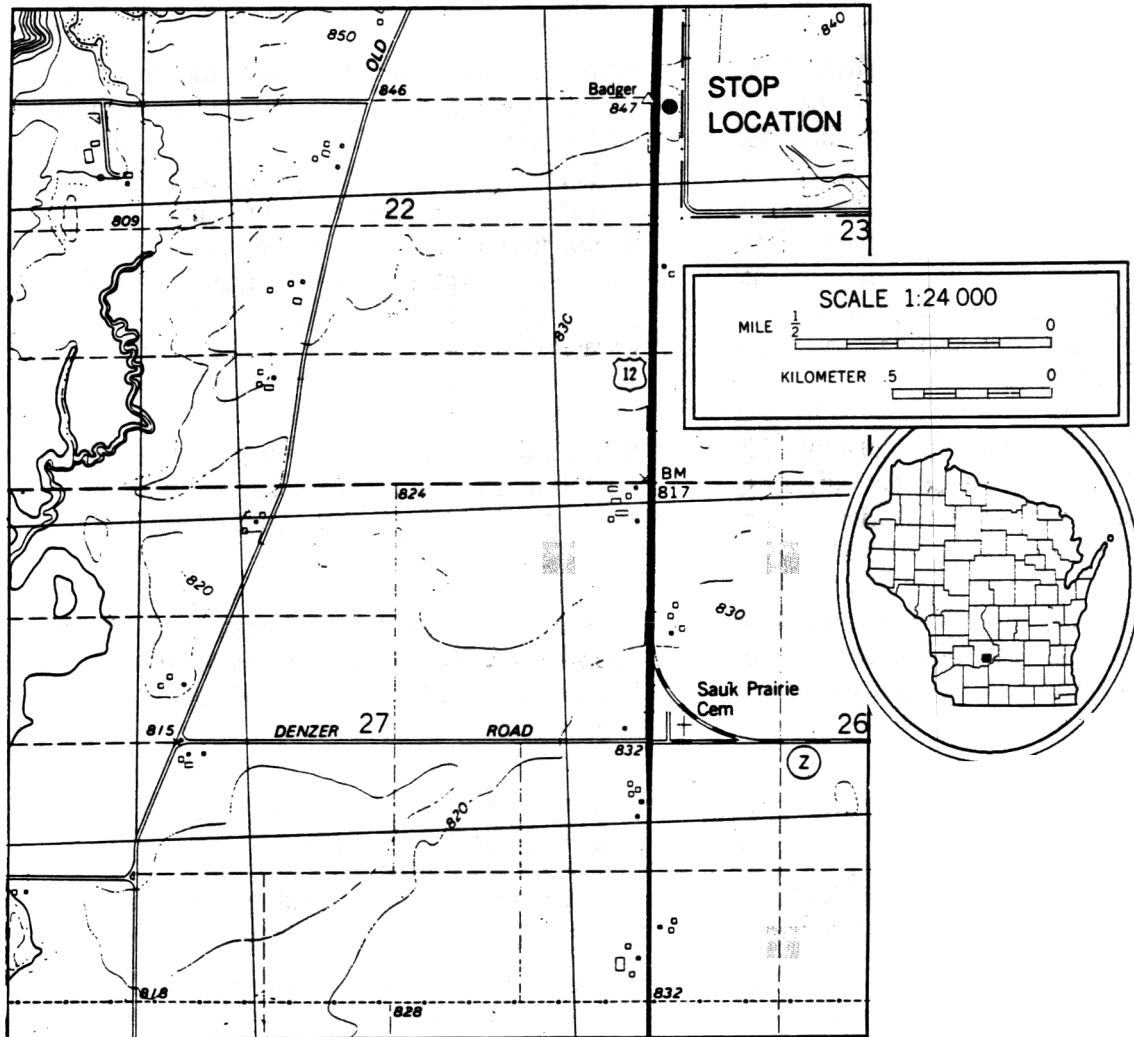 850
OLD
840
846
Badger
847
STOP
LOCATION
809
22
23
SCALE 1:24 000
MILE 1/2 0
KILOMETER .5 0
83C
12
BM
817
824
820
830
Sauk Prairie
Cem
815
DENZER 27 ROAD
26
832
Z
820
818
828
832